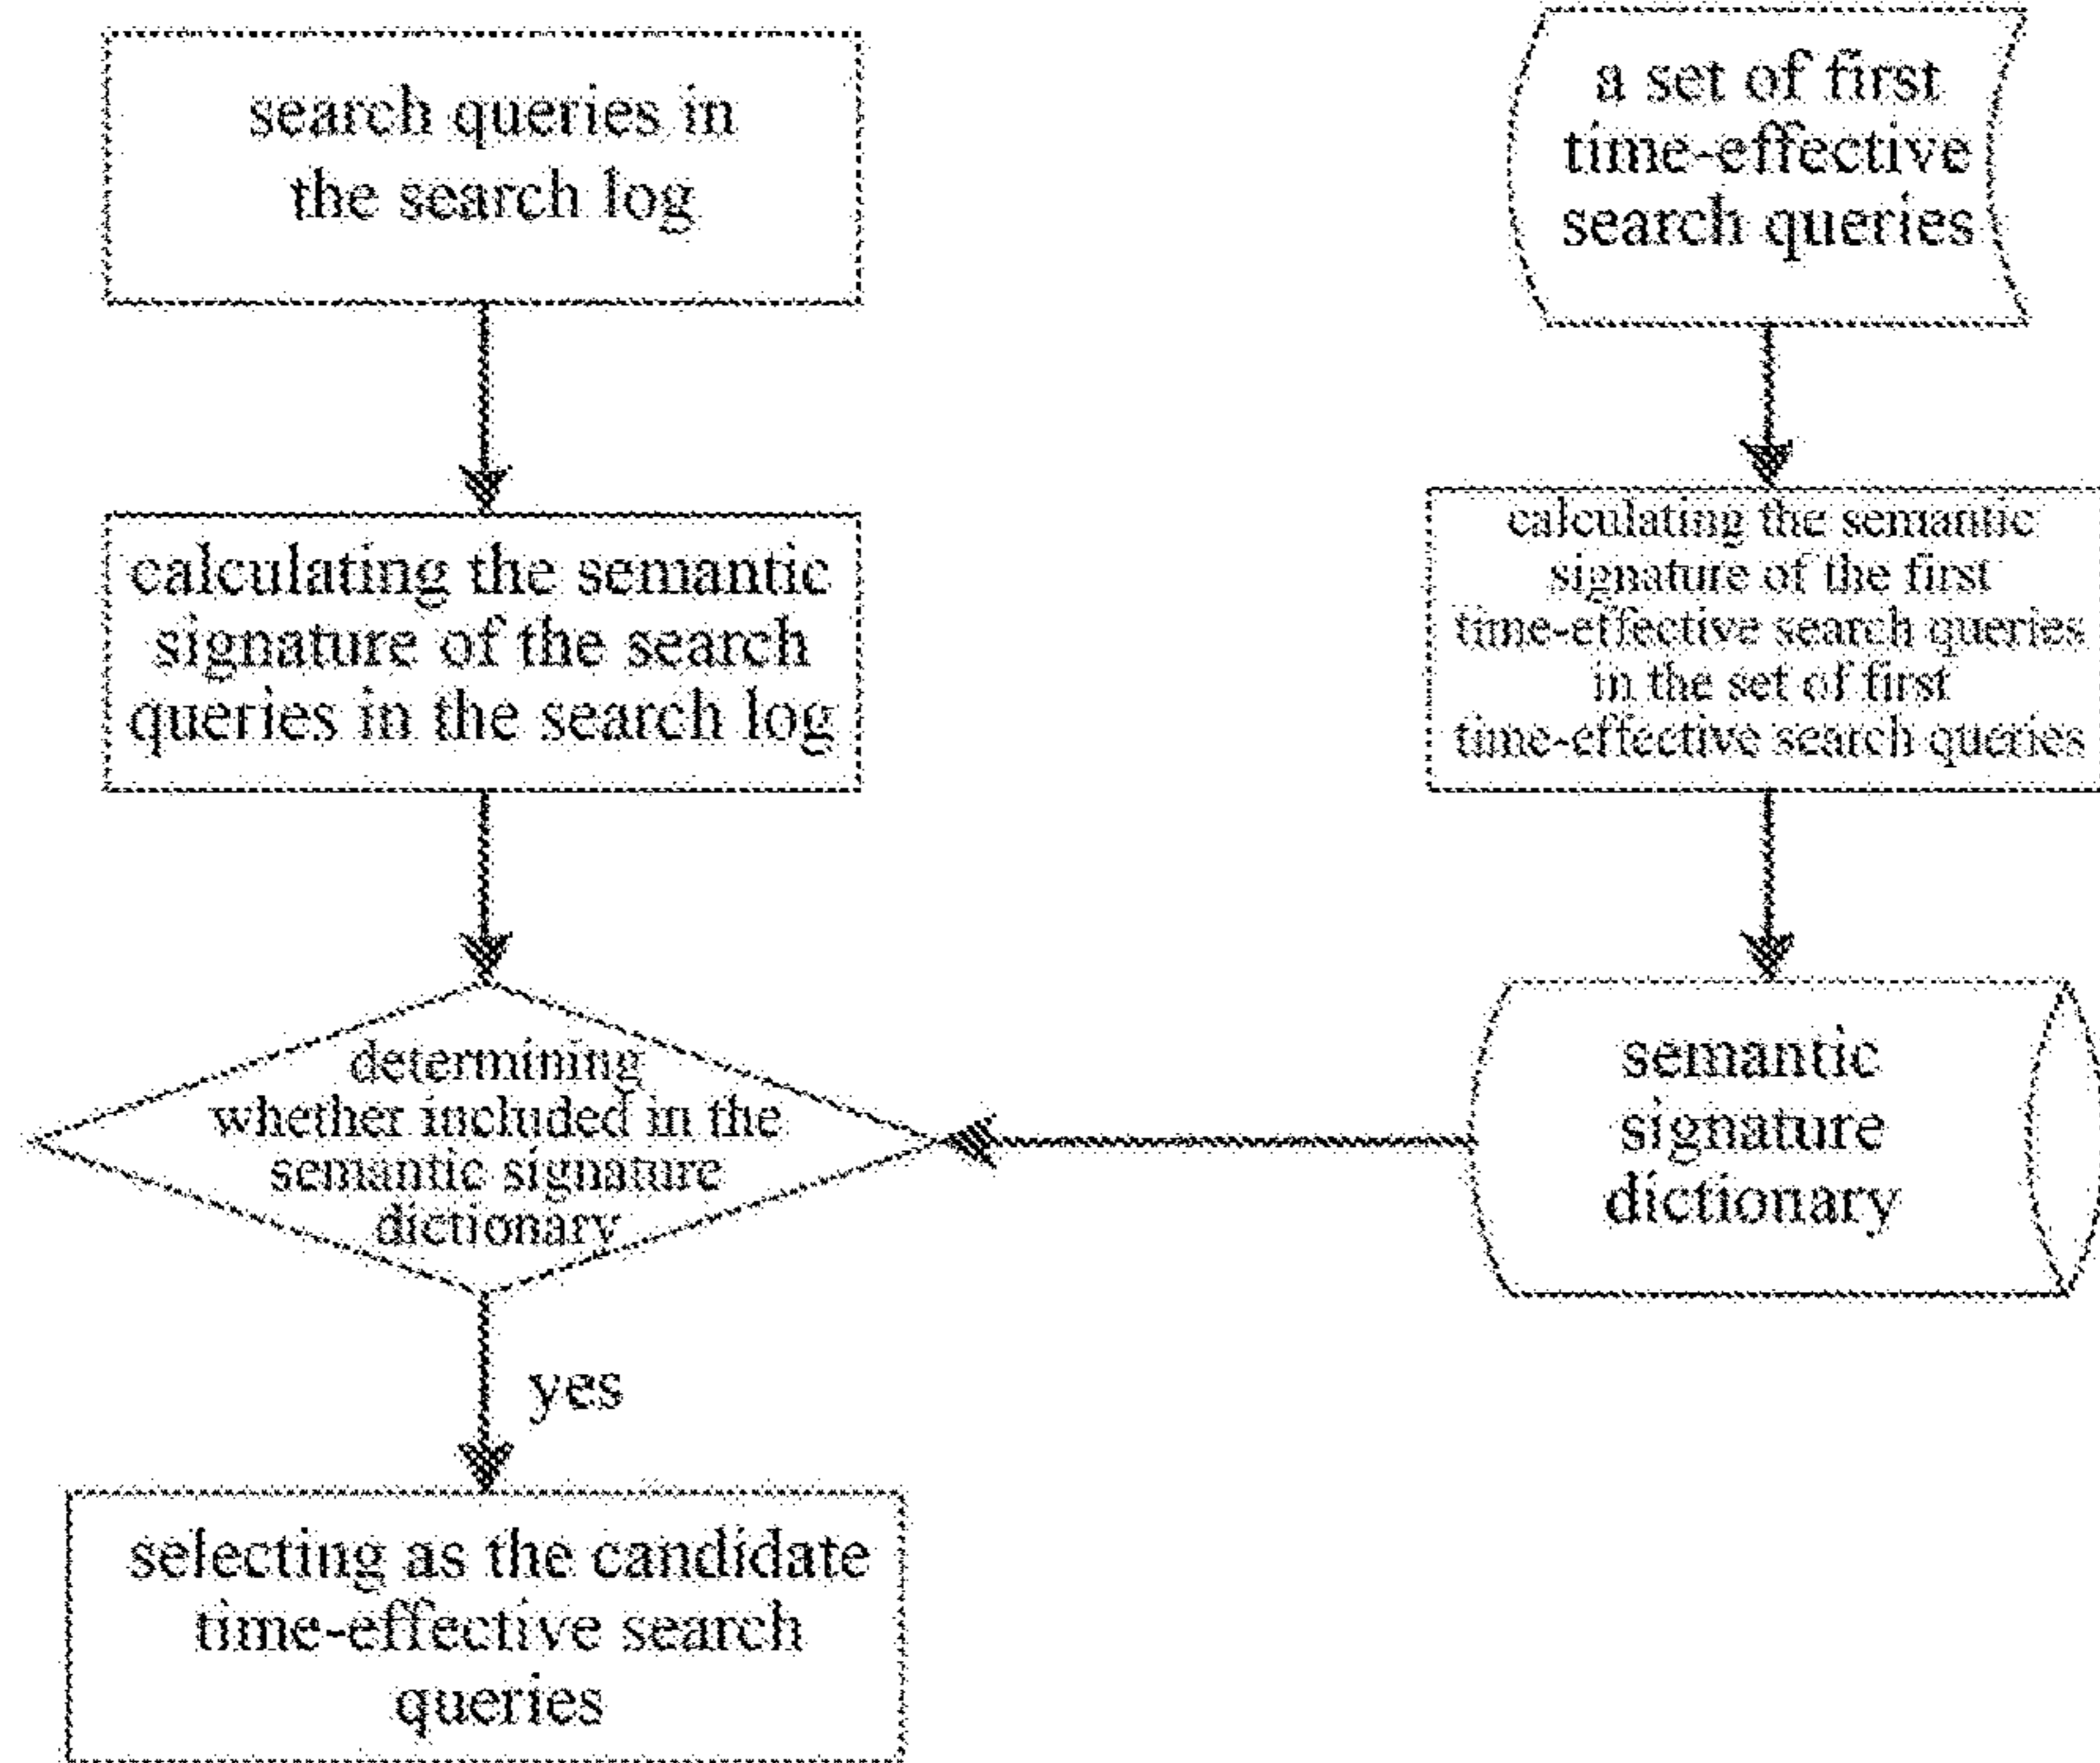 search queries in
the search log
calculating the semantic
signature of the search
queries in the search log
determining
whether included in the
semantic signature
dictionary
yes
selecting as the candidate
time-effective search
queries
a set of first
time-effective
search queries
calculating the semantic
signature of the first
time-effective search queries
in the set of first
time-effective search queries
semantic
signature
dictionary